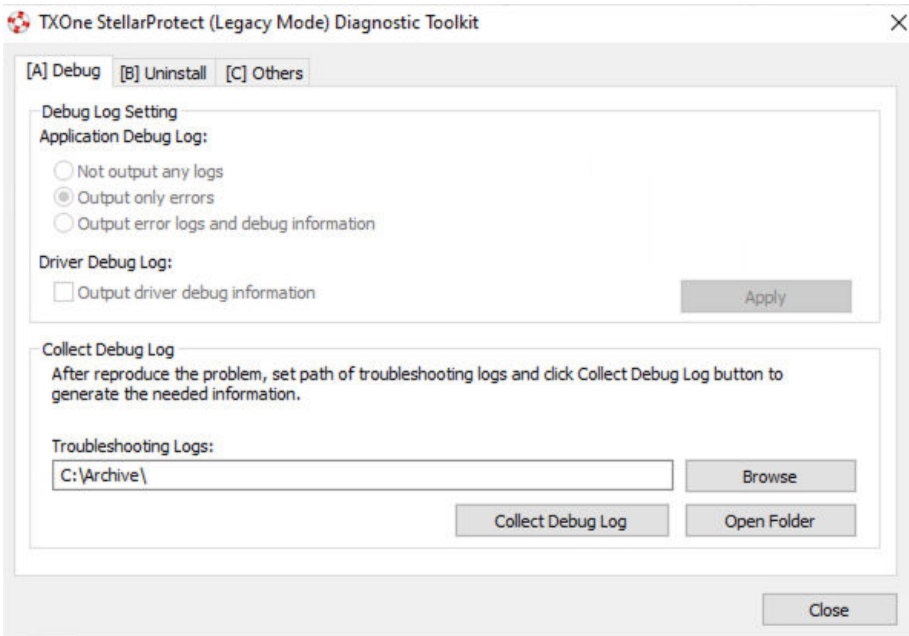 TXOne StellarProtect (Legacy Mode) Diagnostic Toolkit
[A] Debug [B] Uninstall [C] Others
Debug Log Setting
Application Debug Log:
Not output any logs
Output only errors
Output error logs and debug information
Driver Debug Log:
Output driver debug information
Apply
Collect Debug Log
After reproduce the problem, set path of troubleshooting logs and click Collect Debug Log button to
generate the needed information.
Troubleshooting Logs:
C:\Archive\
Browse
Collect Debug Log
Open Folder
Close